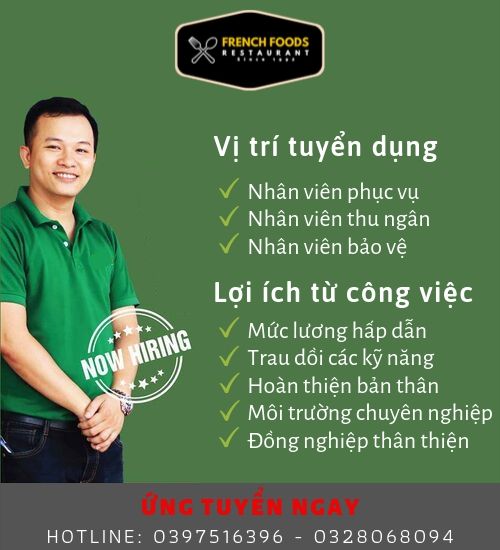 FRENCH FOODS
RESTAURANT
Since 1992
Vị trí tuyển dụng
Nhân viên phục vụ
Nhân viên thu ngân
Nhân viên bảo vệ
Lợi ích từ công việc
Mức lương hấp dẫn
Trau dồi các kỹ năng
Hoàn thiện bản thân
Môi trường chuyên nghiệp
Đồng nghiệp thân thiện
NOW HIRING
ỨNG TUYỂN NGAY
HOTLINE: 0397516396 - 0328068094